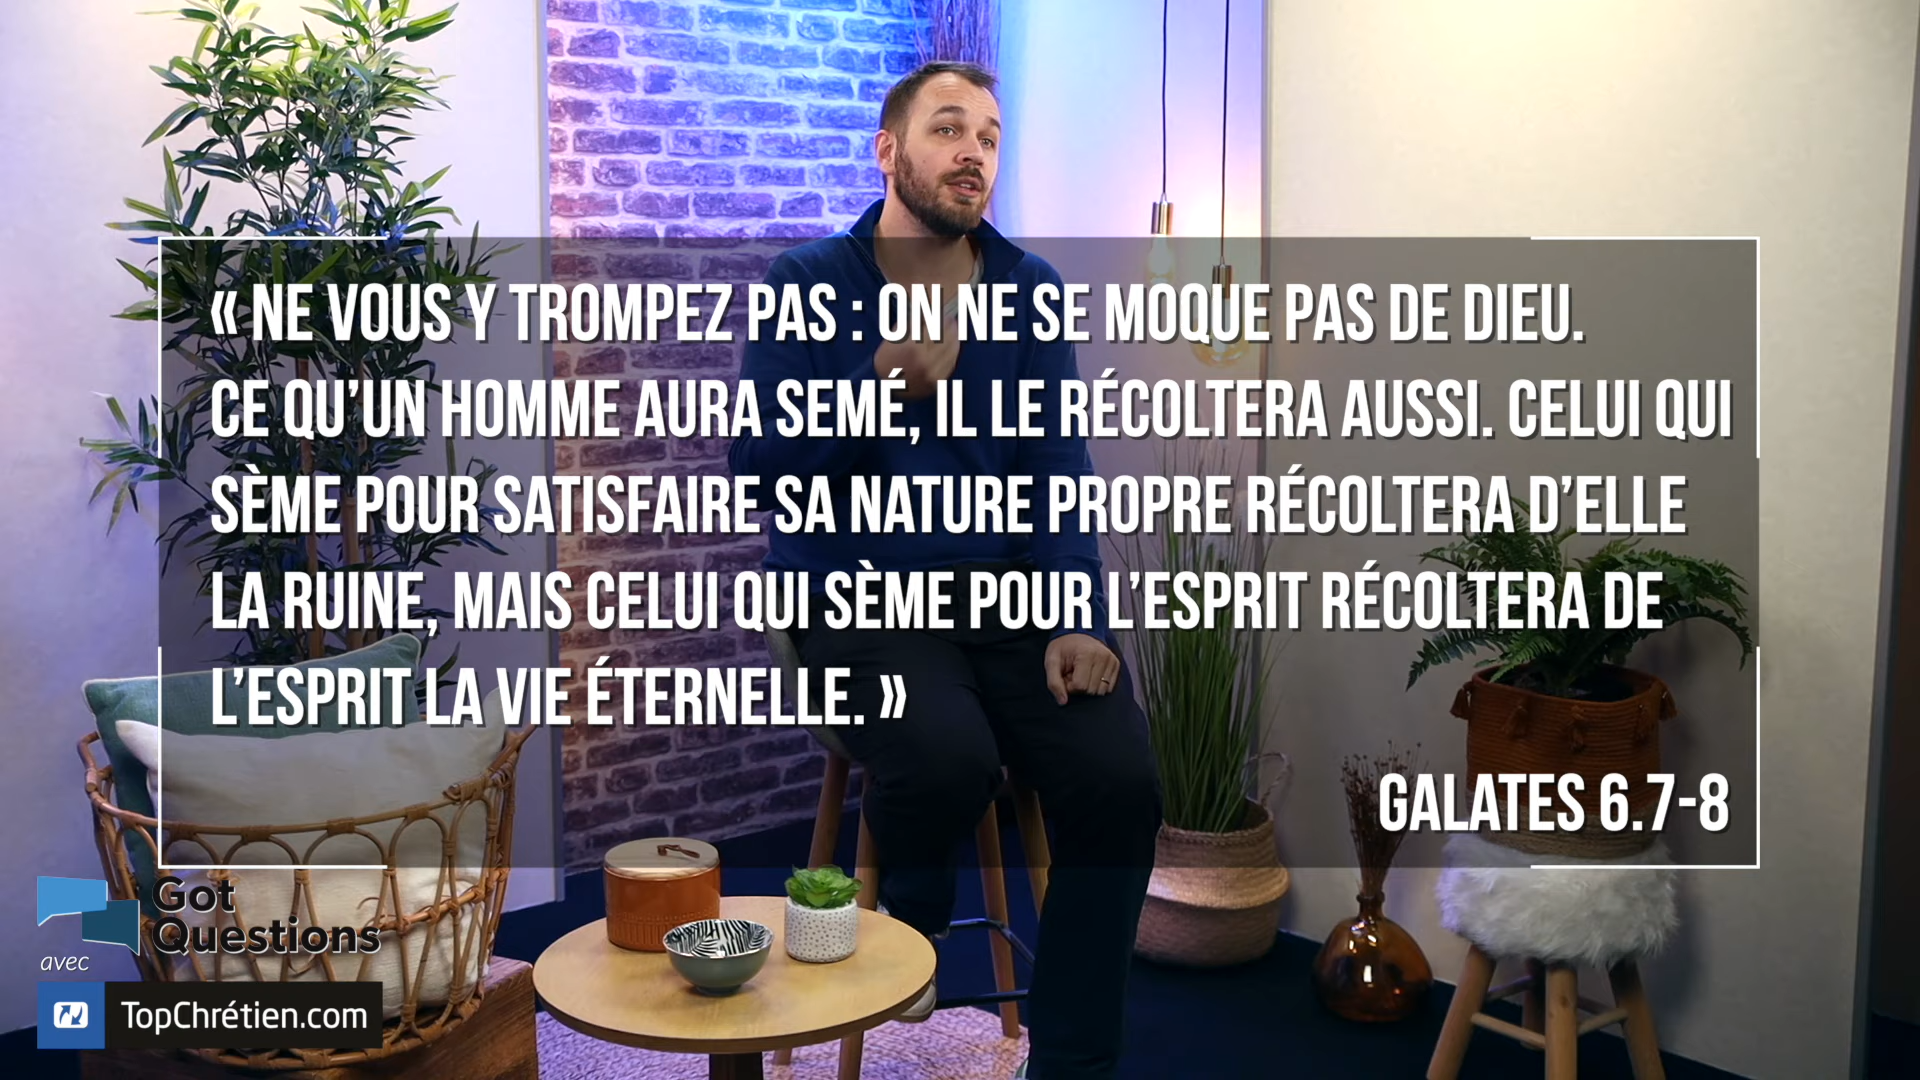 « NE VOUS Y TROMPEZ PAS : ON NE SE MOQUE PAS DE DIEU.
CE QU’UN HOMME AURA SEMÉ, IL LE RÉCOLTERA AUSSI. CELUI QUI
SÈME POUR SATISFAIRE SA NATURE PROPRE RÉCOLTERA D’ELLE
LA RUINE, MAIS CELUI QUI SÈME POUR L’ESPRIT RÉCOLTERA DE
L’ESPRIT LA VIE ÉTERNELLE. »
GALATES 6.7-8
Got
Questions
avec
TopChrétien.com